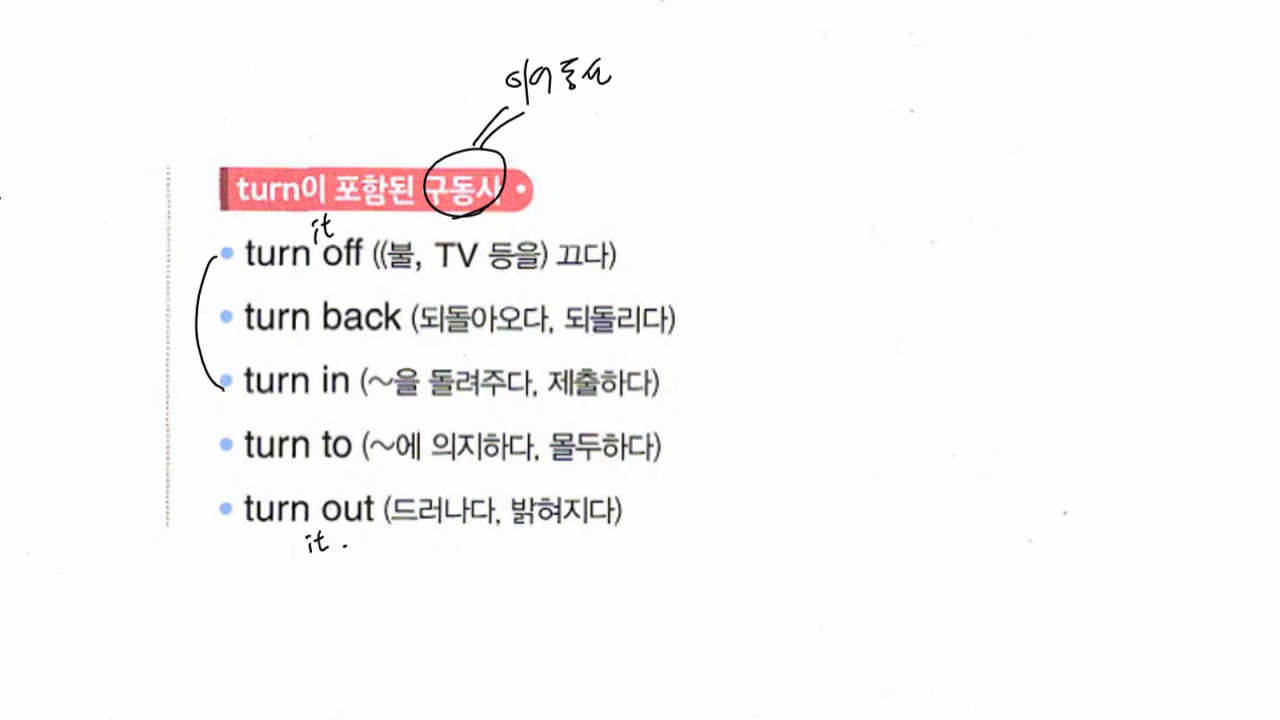 이어동사
turn이 포함된 구동사
it
turn off ((불, TV 등을) 끄다)
turn back (되돌아오다, 되돌리다)
turn in (~을 돌려주다, 제출하다)
turn to (~에 의지하다, 몰두하다)
turn out (드러나다, 밝혀지다)
it .